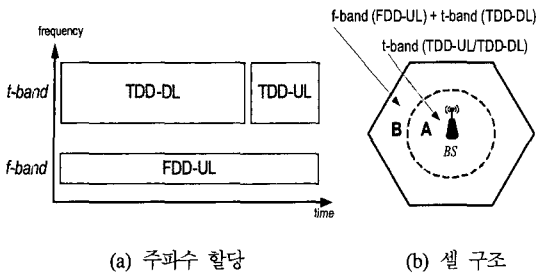 frequency
t-band
TDD-DL
TDD-UL
f-band
FDD-UL
time
(a) 주파수 할당
f-band (FDD-UL) + t-band (TDD-DL)
t-band (TDD-UL/TDD-DL)
B
A
BS
(b) 셀 구조